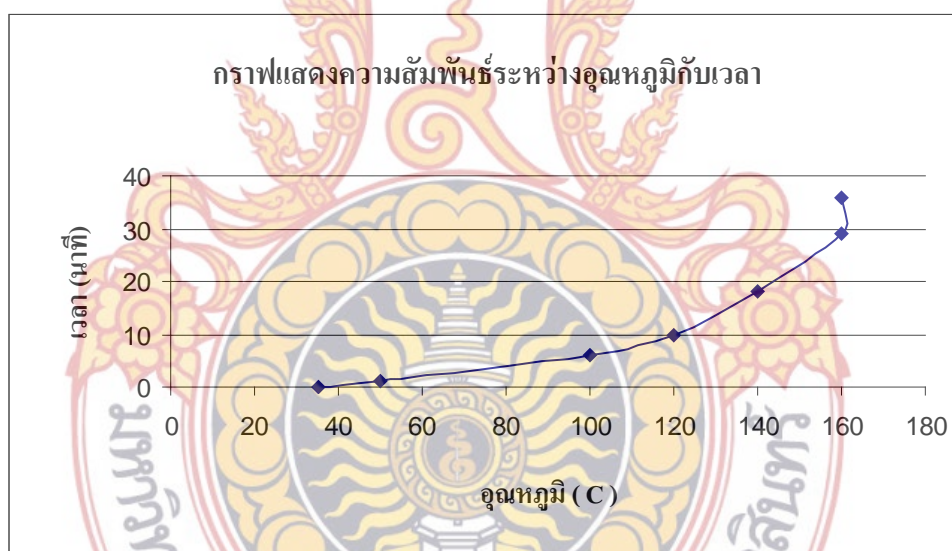 กราฟแสดงความสัมพันธ์ระหว่างอุณหภูมิกับเวลา
เวลา (นาที)
40
30
20
10
0
0 20 40 60 80 100 120 140 160 180
อุณหภูมิ ( C )